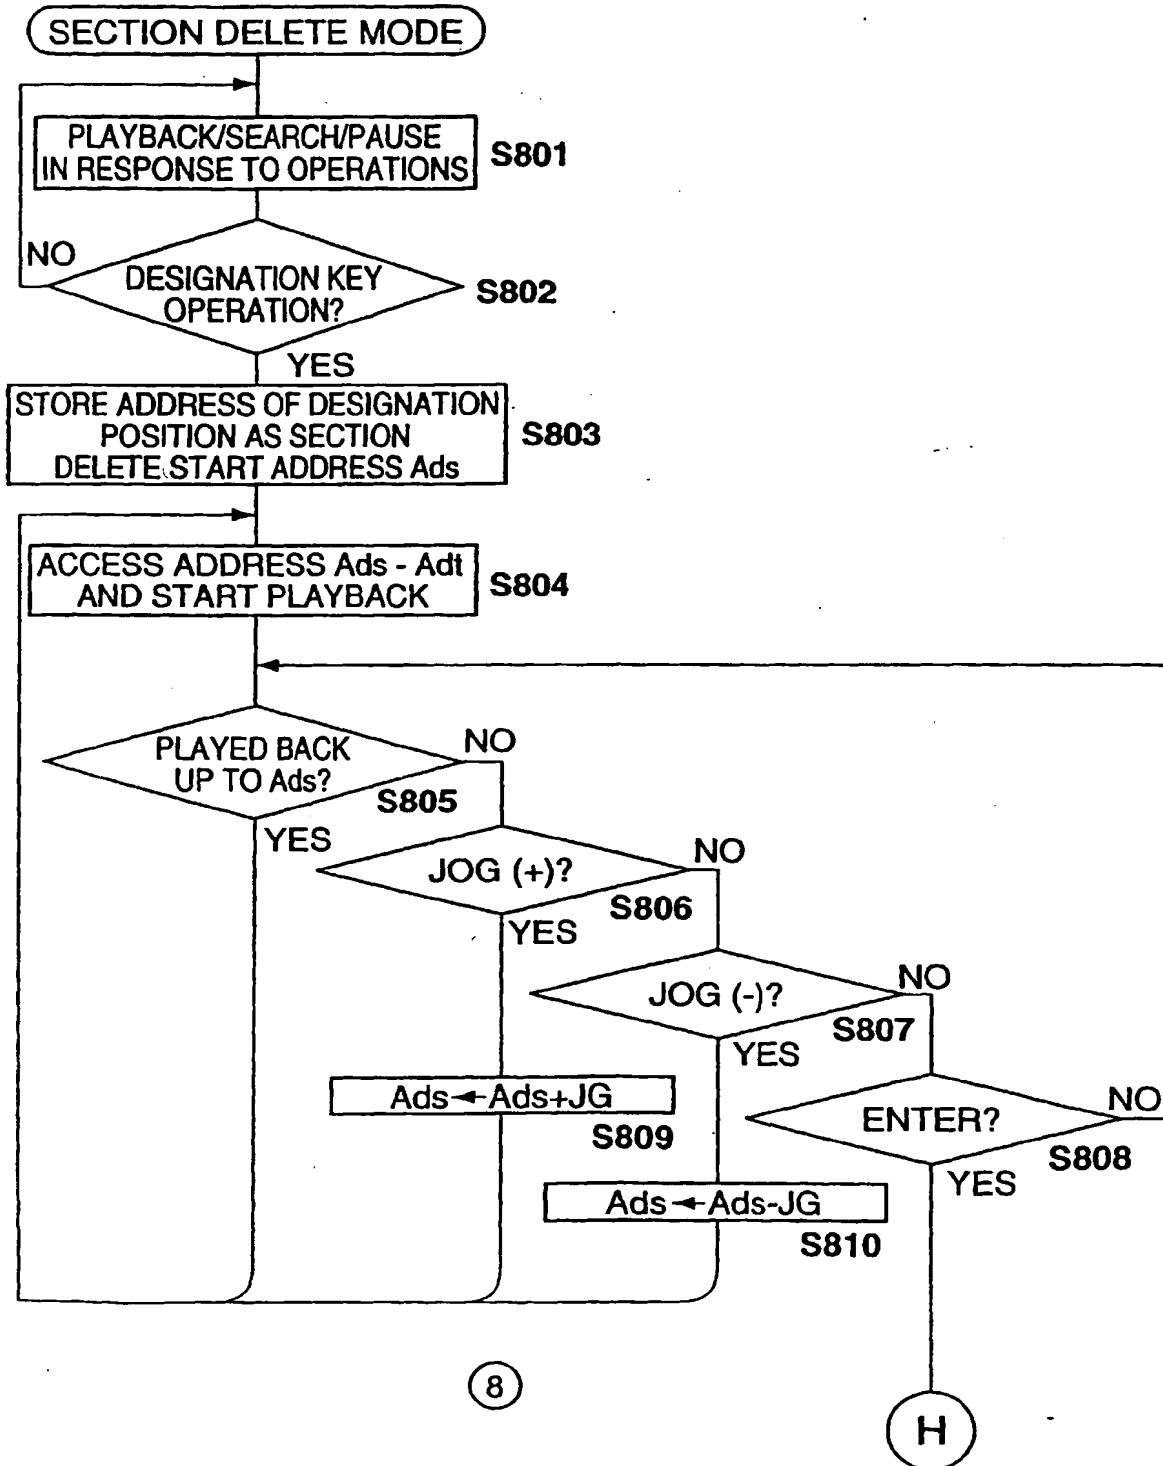 SECTION DELETE MODE
PLAYBACK/SEARCH/PAUSE
IN RESPONSE TO OPERATIONS
S801
NO
DESIGNATION KEY
OPERATION?
S802
YES
STORE ADDRESS OF DESIGNATION
POSITION AS SECTION
DELETE START ADDRESS Ads
S803
ACCESS ADDRESS Ads - Adt
AND START PLAYBACK
S804
PLAYED BACK
UP TO Ads?
NO
S805
YES
JOG (+)?
NO
S806
YES
JOG (-)?
NO
S807
YES
Ads←Ads+JG
S809
ENTER?
NO
S808
YES
Ads←Ads-JG
S810
8
H